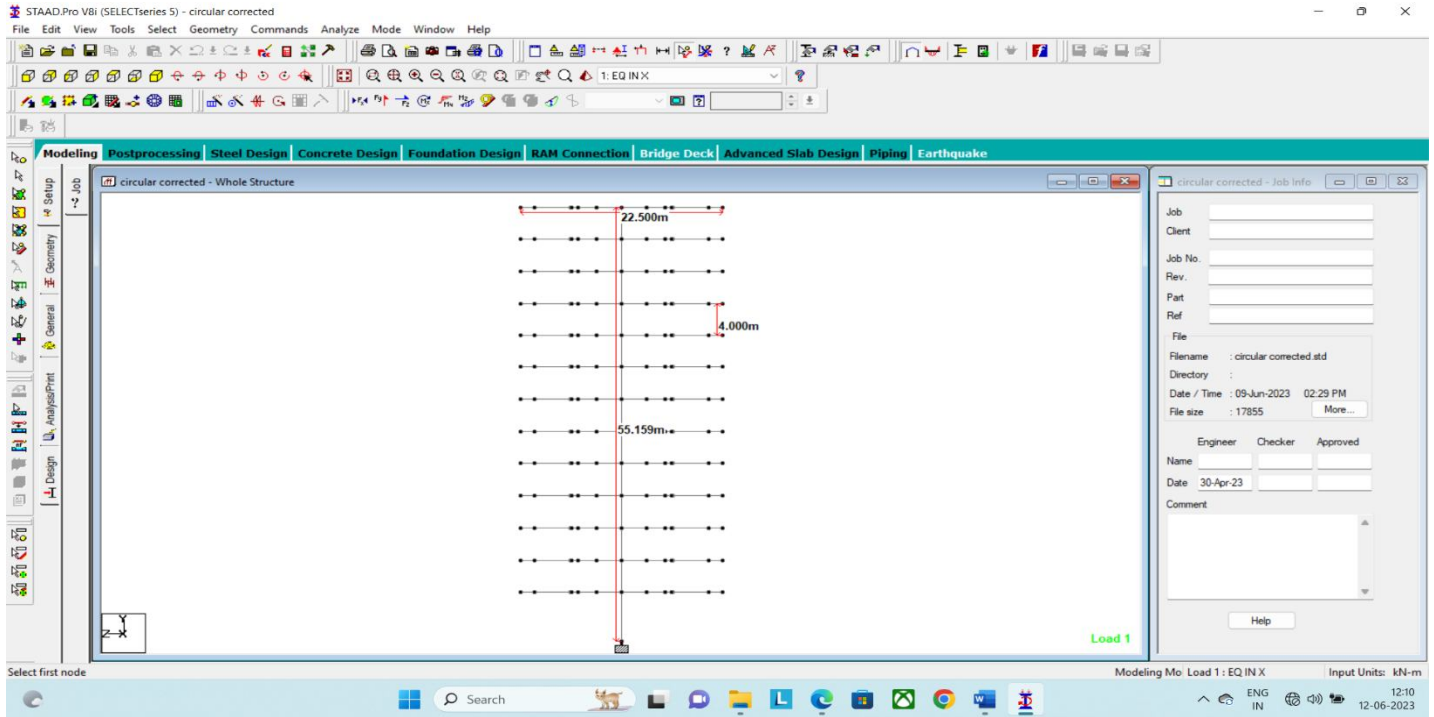 STAAD.Pro V8i (SELECTseries 5) - circular corrected
File Edit View Tools Select Geometry Commands Analyze Mode Window Help
1: EQ IN X
Modeling Postprocessing Steel Design Concrete Design Foundation Design RAM Connection Bridge Deck Advanced Slab Design Piping Earthquake
Setup
Geometry
General
Analysis/Print
Design
Job
circular corrected - Whole Structure
22.500m
4.000m
55.159m
Y
Z X
Load 1
circular corrected - Job Info
Job
Client
Job No.
Rev.
Part
Ref
File
Filename : circular corrected.std
Directory :
Date / Time : 09-Jun-2023 02:29 PM
File size : 17855 More...
Engineer Checker Approved
Name
Date 30-Apr-23
Comment
Help
Select first node
Modeling Mo Load 1 : EQ IN X Input Units: kN-m
Search
ENG
IN
12:10
12-06-2023